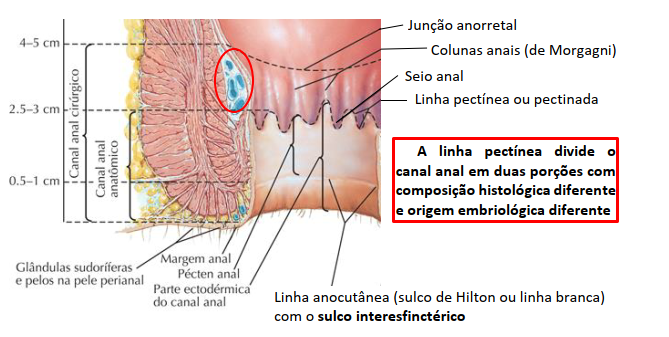 Junção anorretal
4–5 cm
Colunas anais (de Morgagni)
Seio anal
Linha pectínea ou pectinada
2.5–3 cm
Canal anal cirúrgico
Canal anal
anatômico
A linha pectínea divide o
canal anal em duas porções com
composição histológica diferente
e origem embriológica diferente
0.5–1 cm
Glândulas sudoríferas
e pelos na pele perianal
Margem anal
Pécten anal
Parte ectodérmica
do canal anal
Linha anocutânea (sulco de Hilton ou linha branca)
com o sulco interesfinctérico